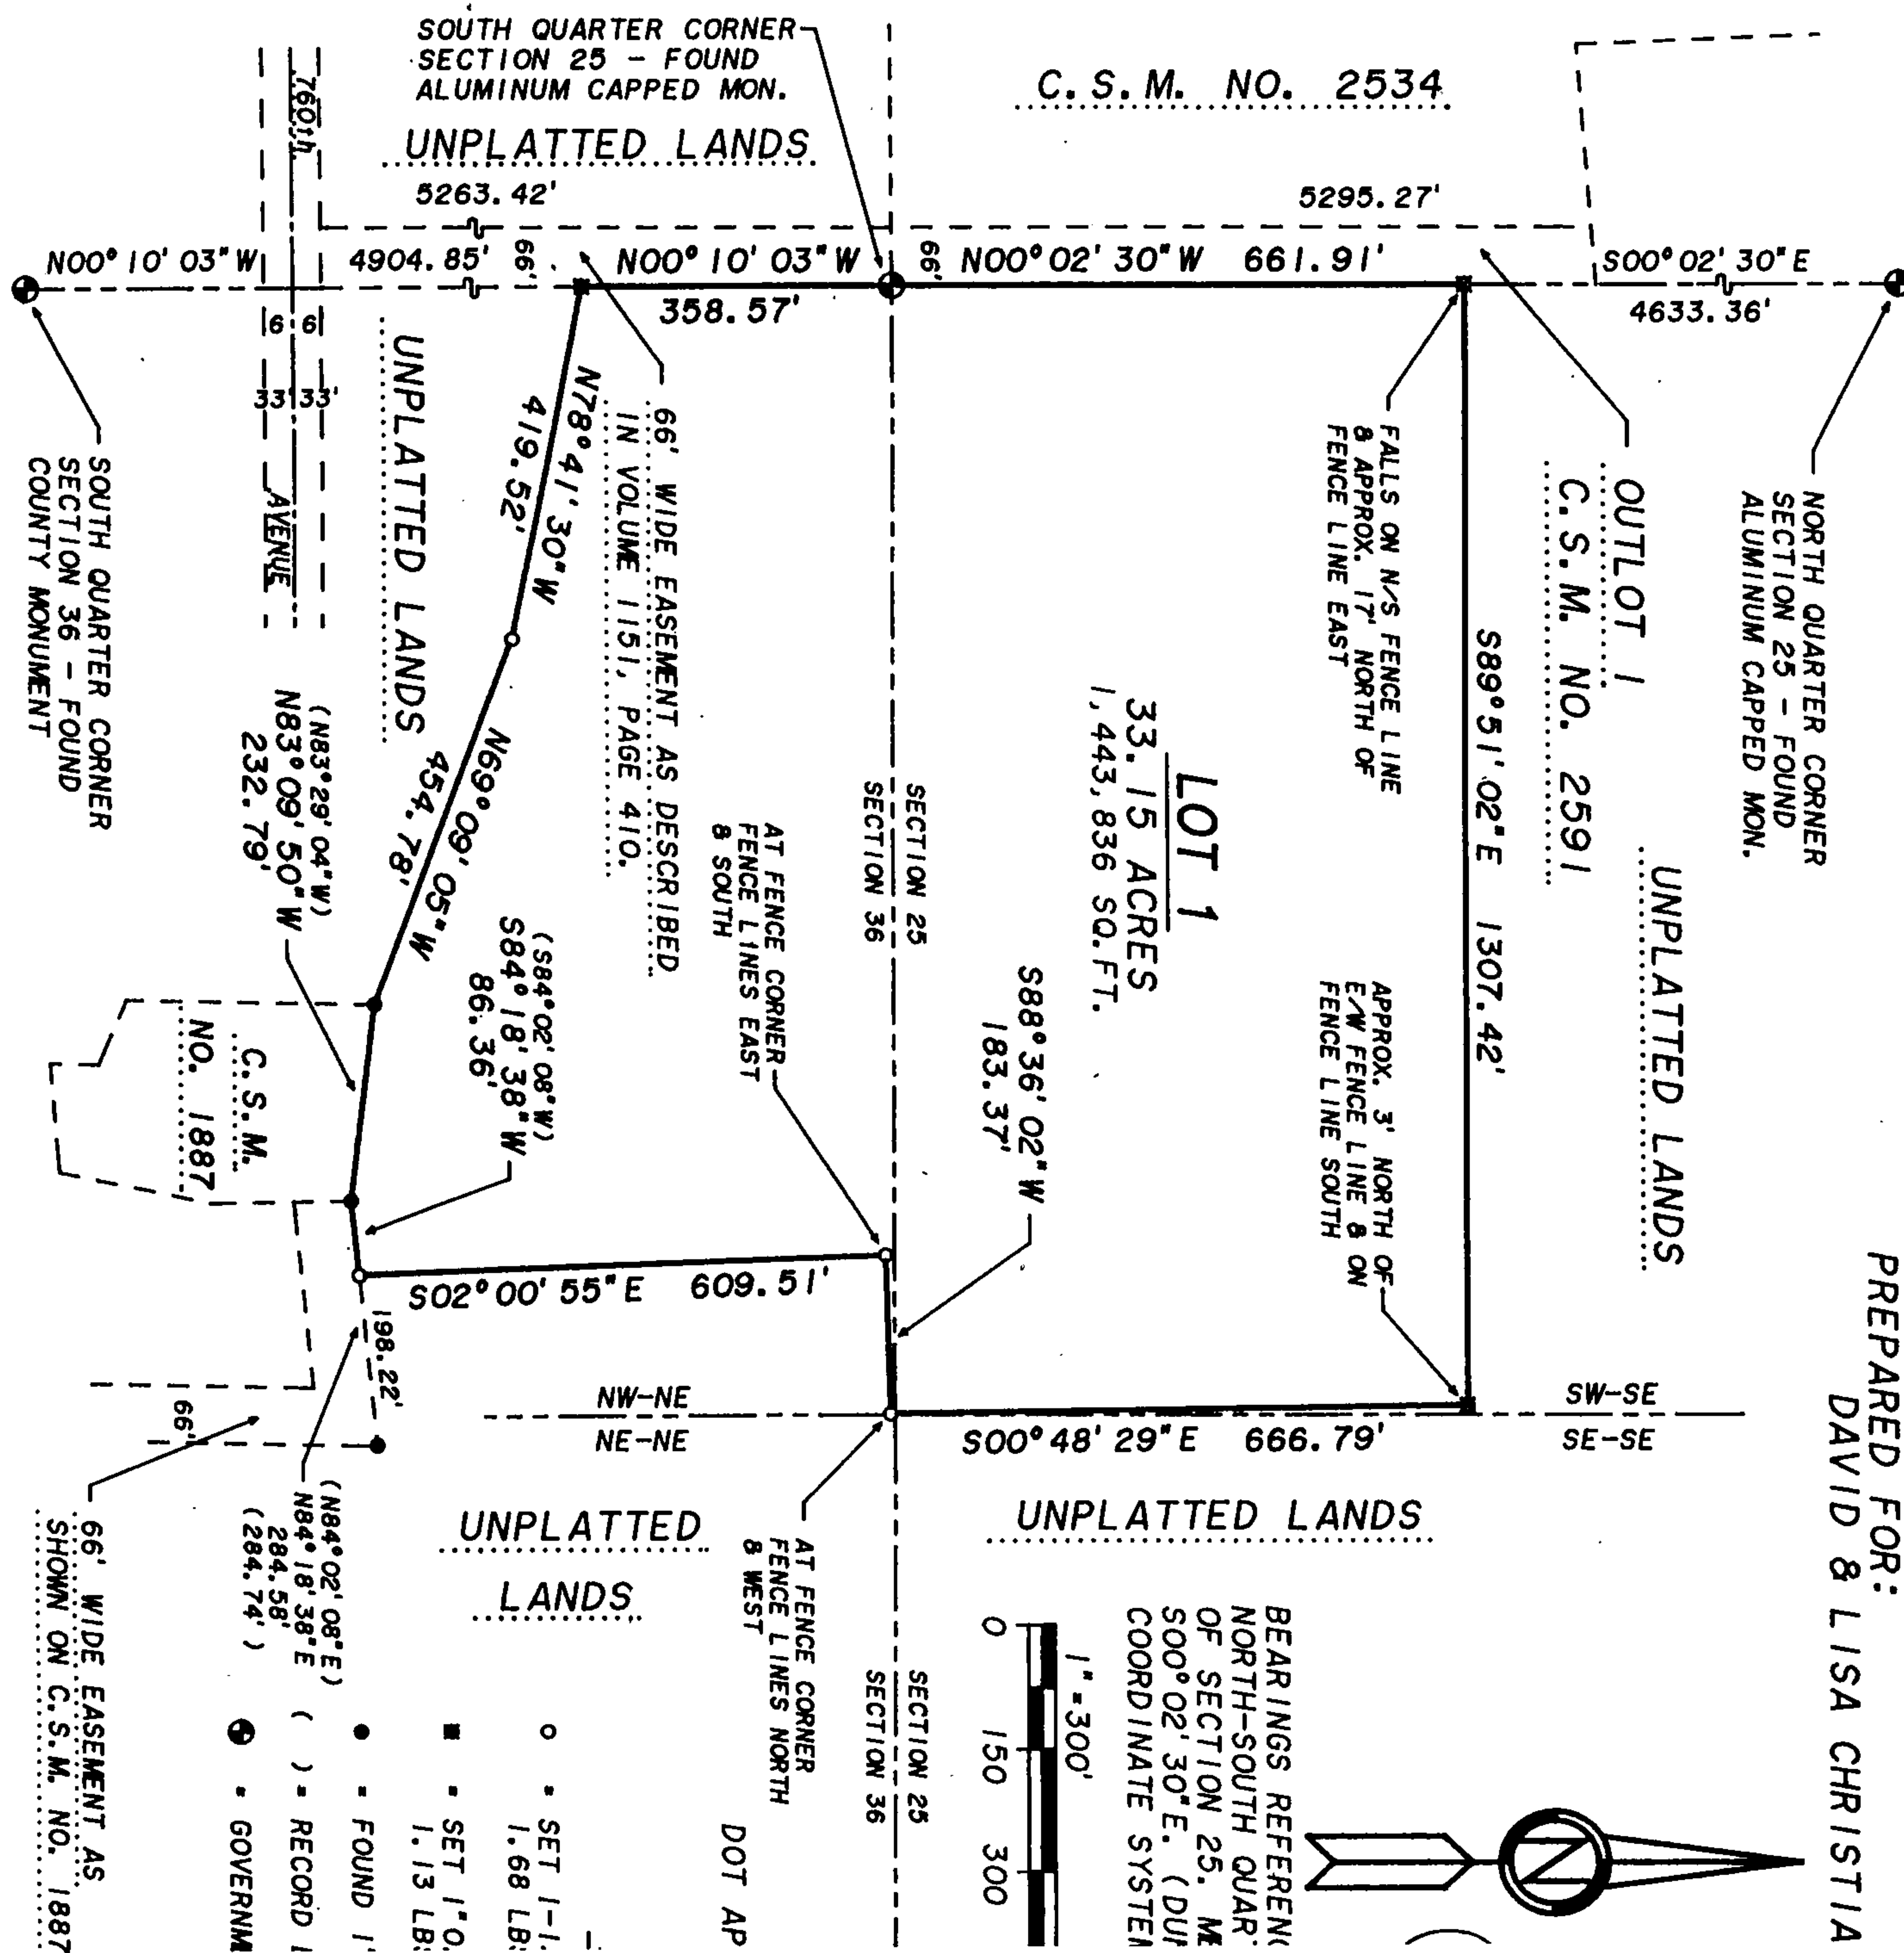 SOUTH QUARTER CORNER
SECTION 25 - FOUND
ALUMINUM CAPPED MON.
UNPLATTED LANDS
C.S.M. NO. 2534
760th
5263.42'
5295.27'
N00°10'03"W
4904.85'
66'
N00°10'03"W
358.57'
66'
N00°02'30"W 661.91'
S00°02'30"E
4633.36'
6 6
33' 33'
AVENUE
SOUTH QUARTER CORNER
SECTION 36 - FOUND
COUNTY MONUMENT
UNPLATTED LANDS
N78°41'30"W
419.52'
66' WIDE EASEMENT AS DESCRIBED
IN VOLUME 1151, PAGE 410.
FALLS ON N/S FENCE LINE
& APPROX. 17' NORTH OF
FENCE LINE EAST
OUTLOT 1
C.S.M. NO. 2591
NORTH QUARTER CORNER
SECTION 25 - FOUND
ALUMINUM CAPPED MON.
UNPLATTED LANDS
S89°51'02"E 1307.42'
LOT 1
33.15 ACRES
1,443,836 SQ.FT.
SECTION 25
SECTION 36
N69°09'05"W
454.78'
(N83°29'04"W)
N83°09'50"W
232.79'
AT FENCE CORNER
FENCE LINES EAST
& SOUTH
(S84°02'08"W)
S84°18'38"W
86.36'
S88°36'02"W
183.37'
APPROX. 3' NORTH OF
E/W FENCE LINE & ON
FENCE LINE SOUTH
C.S.M.
NO. 1887
S02°00'55"E 609.51'
198.22'
66'
NW-NE
NE-NE
S00°48'29"E 666.79'
SW-SE
SE-SE
(N84°02'08"E)
N84°18'38"E
284.58'
(284.74')
66' WIDE EASEMENT AS
SHOWN ON C.S.M. NO. 1887
UNPLATTED
LANDS
AT FENCE CORNER
FENCE LINES NORTH
& WEST
UNPLATTED LANDS
SECTION 25
SECTION 36
PREPARED FOR:
DAVID & LISA CHRISTIA
BEARINGS REFEREN
NORTH-SOUTH QUAR
OF SECTION 25. M
S00°02'30"E. (DU
COORDINATE SYSTE
1"=300'
0 150 300
N
DOT AP
= SET 1-1.
1.68 LB
= SET 1" O.
1.13 LB
= FOUND 1"
( ) = RECORD
= GOVERNM